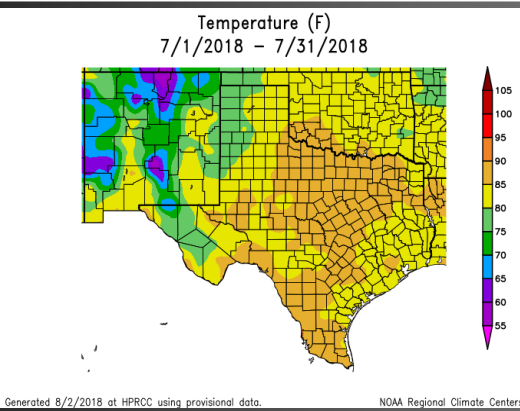 Temperature (F)
7/1/2018 – 7/31/2018
105
100
95
90
85
80
75
70
65
60
55
Generated 8/2/2018 at HPRCC using provisional data.
NOAA Regional Climate Centers